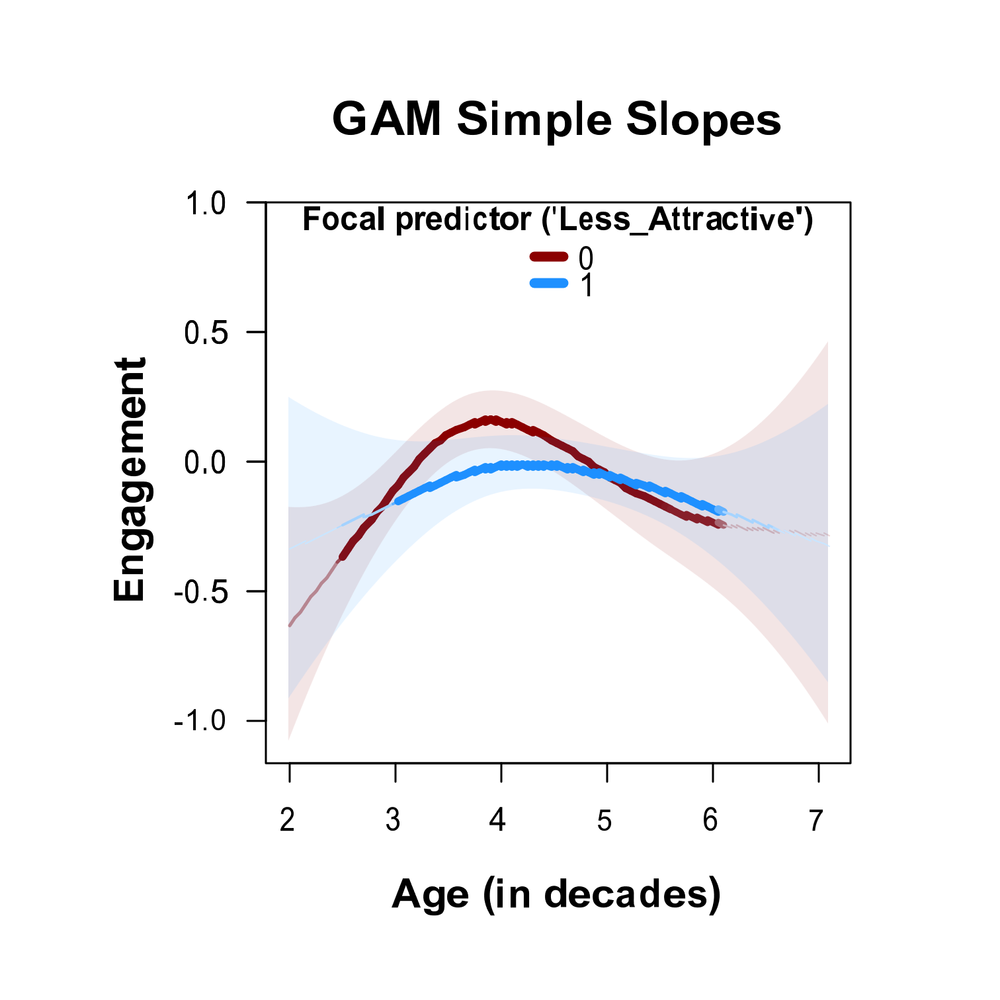 GAM Simple Slopes
Focal predictor ('Less_Attractive')
0
1
1.0
0.5
0.0
-0.5
-1.0
Engagement
2 3 4 5 6 7
Age (in decades)